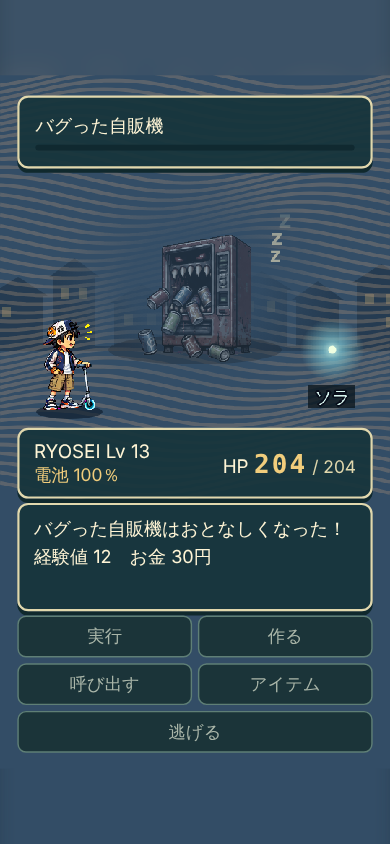 バグった自販機
Z
Z
Z
ソラ
RYOSEI Lv 13
電池 100%
HP 204 / 204
バグった自販機はおとなしくなった！
経験値 12　お金 30円
実行
作る
呼び出す
アイテム
逃げる